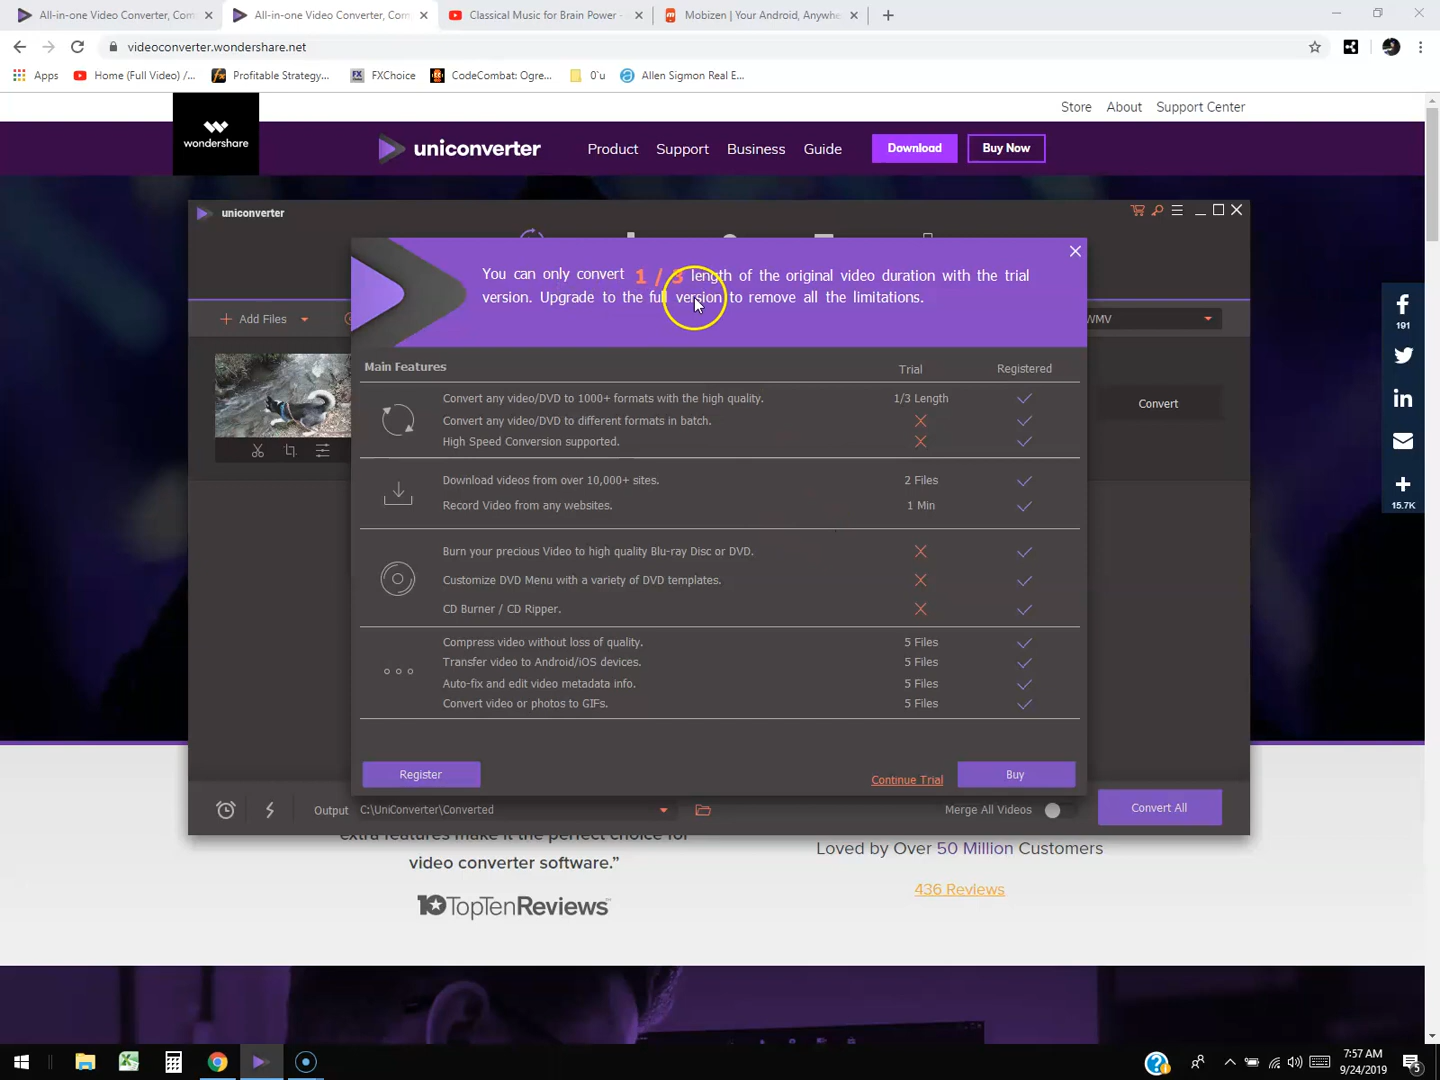 All-in-one Video Converter, Com
All-in-one Video Converter, Com
Classical Music for Brain Power -
Mobizen | Your Android, Anywhe
videoconverter.wondershare.net
Apps
Home (Full Video) /...
Profitable Strategy...
FXChoice
CodeCombat: Ogre...
0`u
Allen Sigmon Real E...
Store About Support Center
wondershare
uniconverter
Product Support Business Guide
Download
Buy Now
uniconverter
You can only convert 1 / 3 length of the original video duration with the trial
version. Upgrade to the full version to remove all the limitations.
Add Files
WMV
Main Features Trial Registered
Convert any video/DVD to 1000+ formats with the high quality. 1/3 Length
Convert any video/DVD to different formats in batch.
High Speed Conversion supported.
Convert
Download videos from over 10,000+ sites. 2 Files
Record Video from any websites. 1 Min
Burn your precious Video to high quality Blu-ray Disc or DVD.
Customize DVD Menu with a variety of DVD templates.
CD Burner / CD Ripper.
Compress video without loss of quality. 5 Files
Transfer video to Android/iOS devices. 5 Files
Auto-fix and edit video metadata info. 5 Files
Convert video or photos to GIFs. 5 Files
Register
Continue Trial
Buy
Output C:\UniConverter\Converted
Merge All Videos
Convert All
191
15.7K
extra features make it the perfect choice for
video converter software.”
TopTenReviews
Loved by Over 50 Million Customers
436 Reviews
7:57 AM
9/24/2019
5